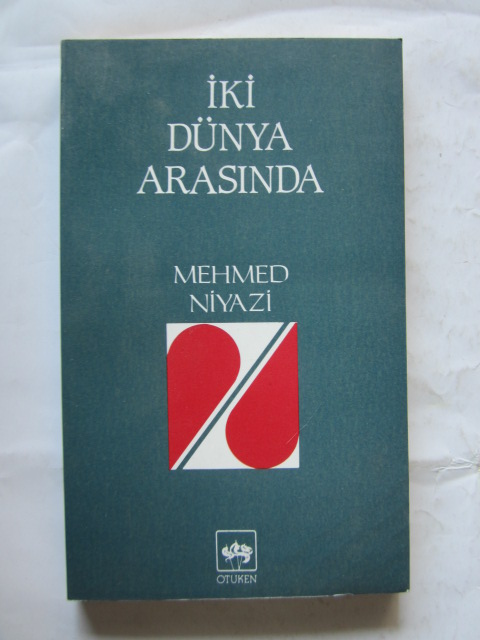 İKİ
DÜNYA
ARASINDA
MEHMED
NİYAZİ
ÖTÜKEN